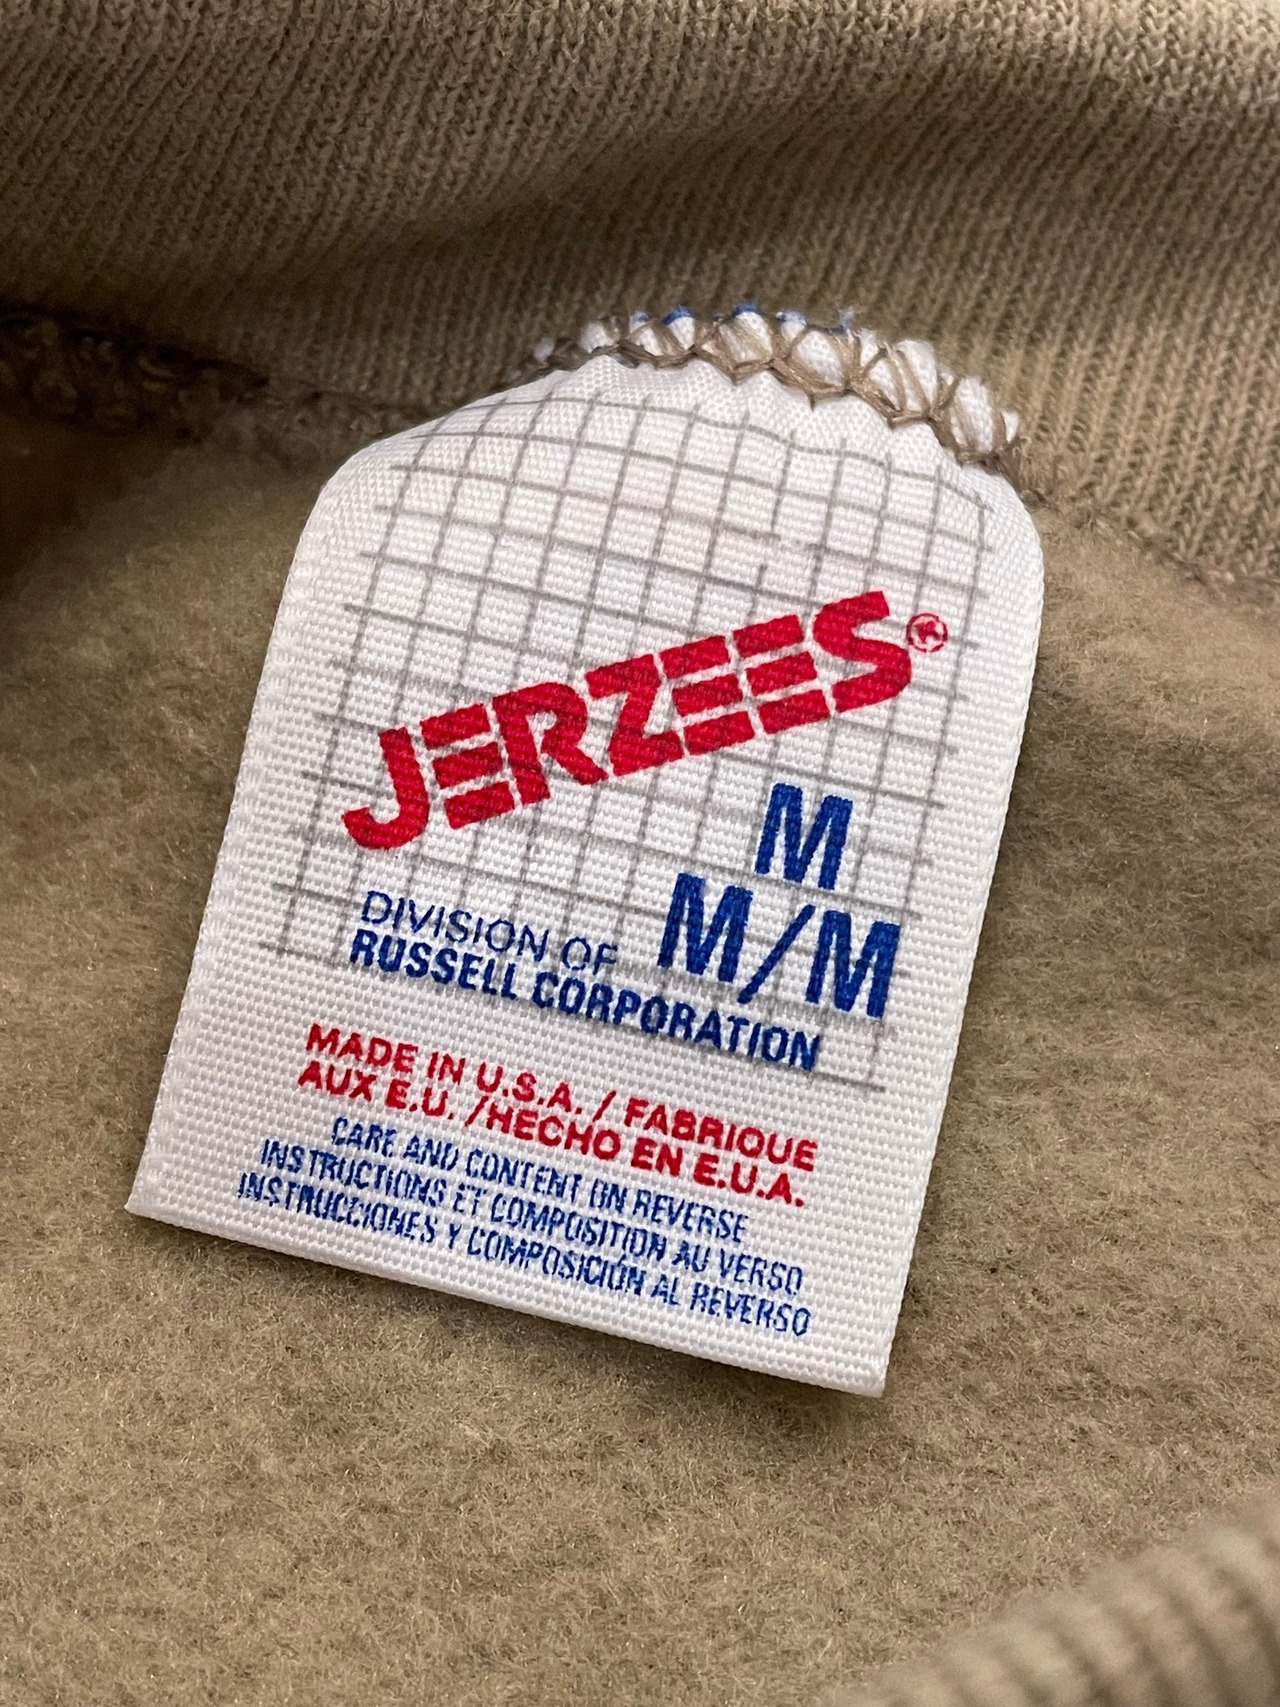 JERZEES®
M
M/M
DIVISION OF
RUSSELL CORPORATION
MADE IN U.S.A. / FABRIQUE
AUX E.U. /HECHO EN E.U.A.
CARE AND CONTENT ON REVERSE
INSTRUCTIONS ET COMPOSITION AU VERSO
INSTRUCCIONES Y COMPOSICIÓN AL REVERSO